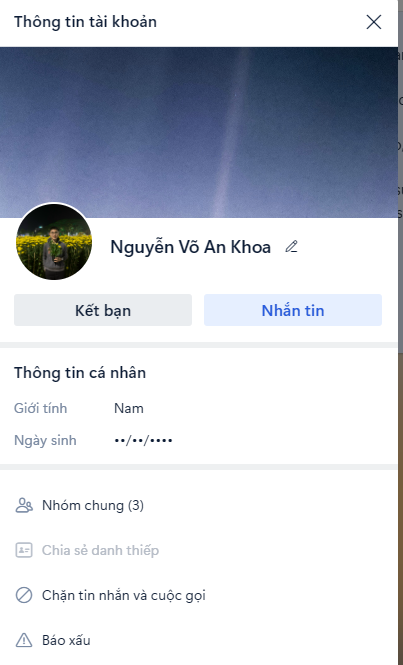 Thông tin tài khoản
Nguyễn Võ An Khoa
Kết bạn
Nhắn tin
Thông tin cá nhân
Giới tính Nam
Ngày sinh ••/••/••••
Nhóm chung (3)
Chia sẻ danh thiếp
Chặn tin nhắn và cuộc gọi
Báo xấu